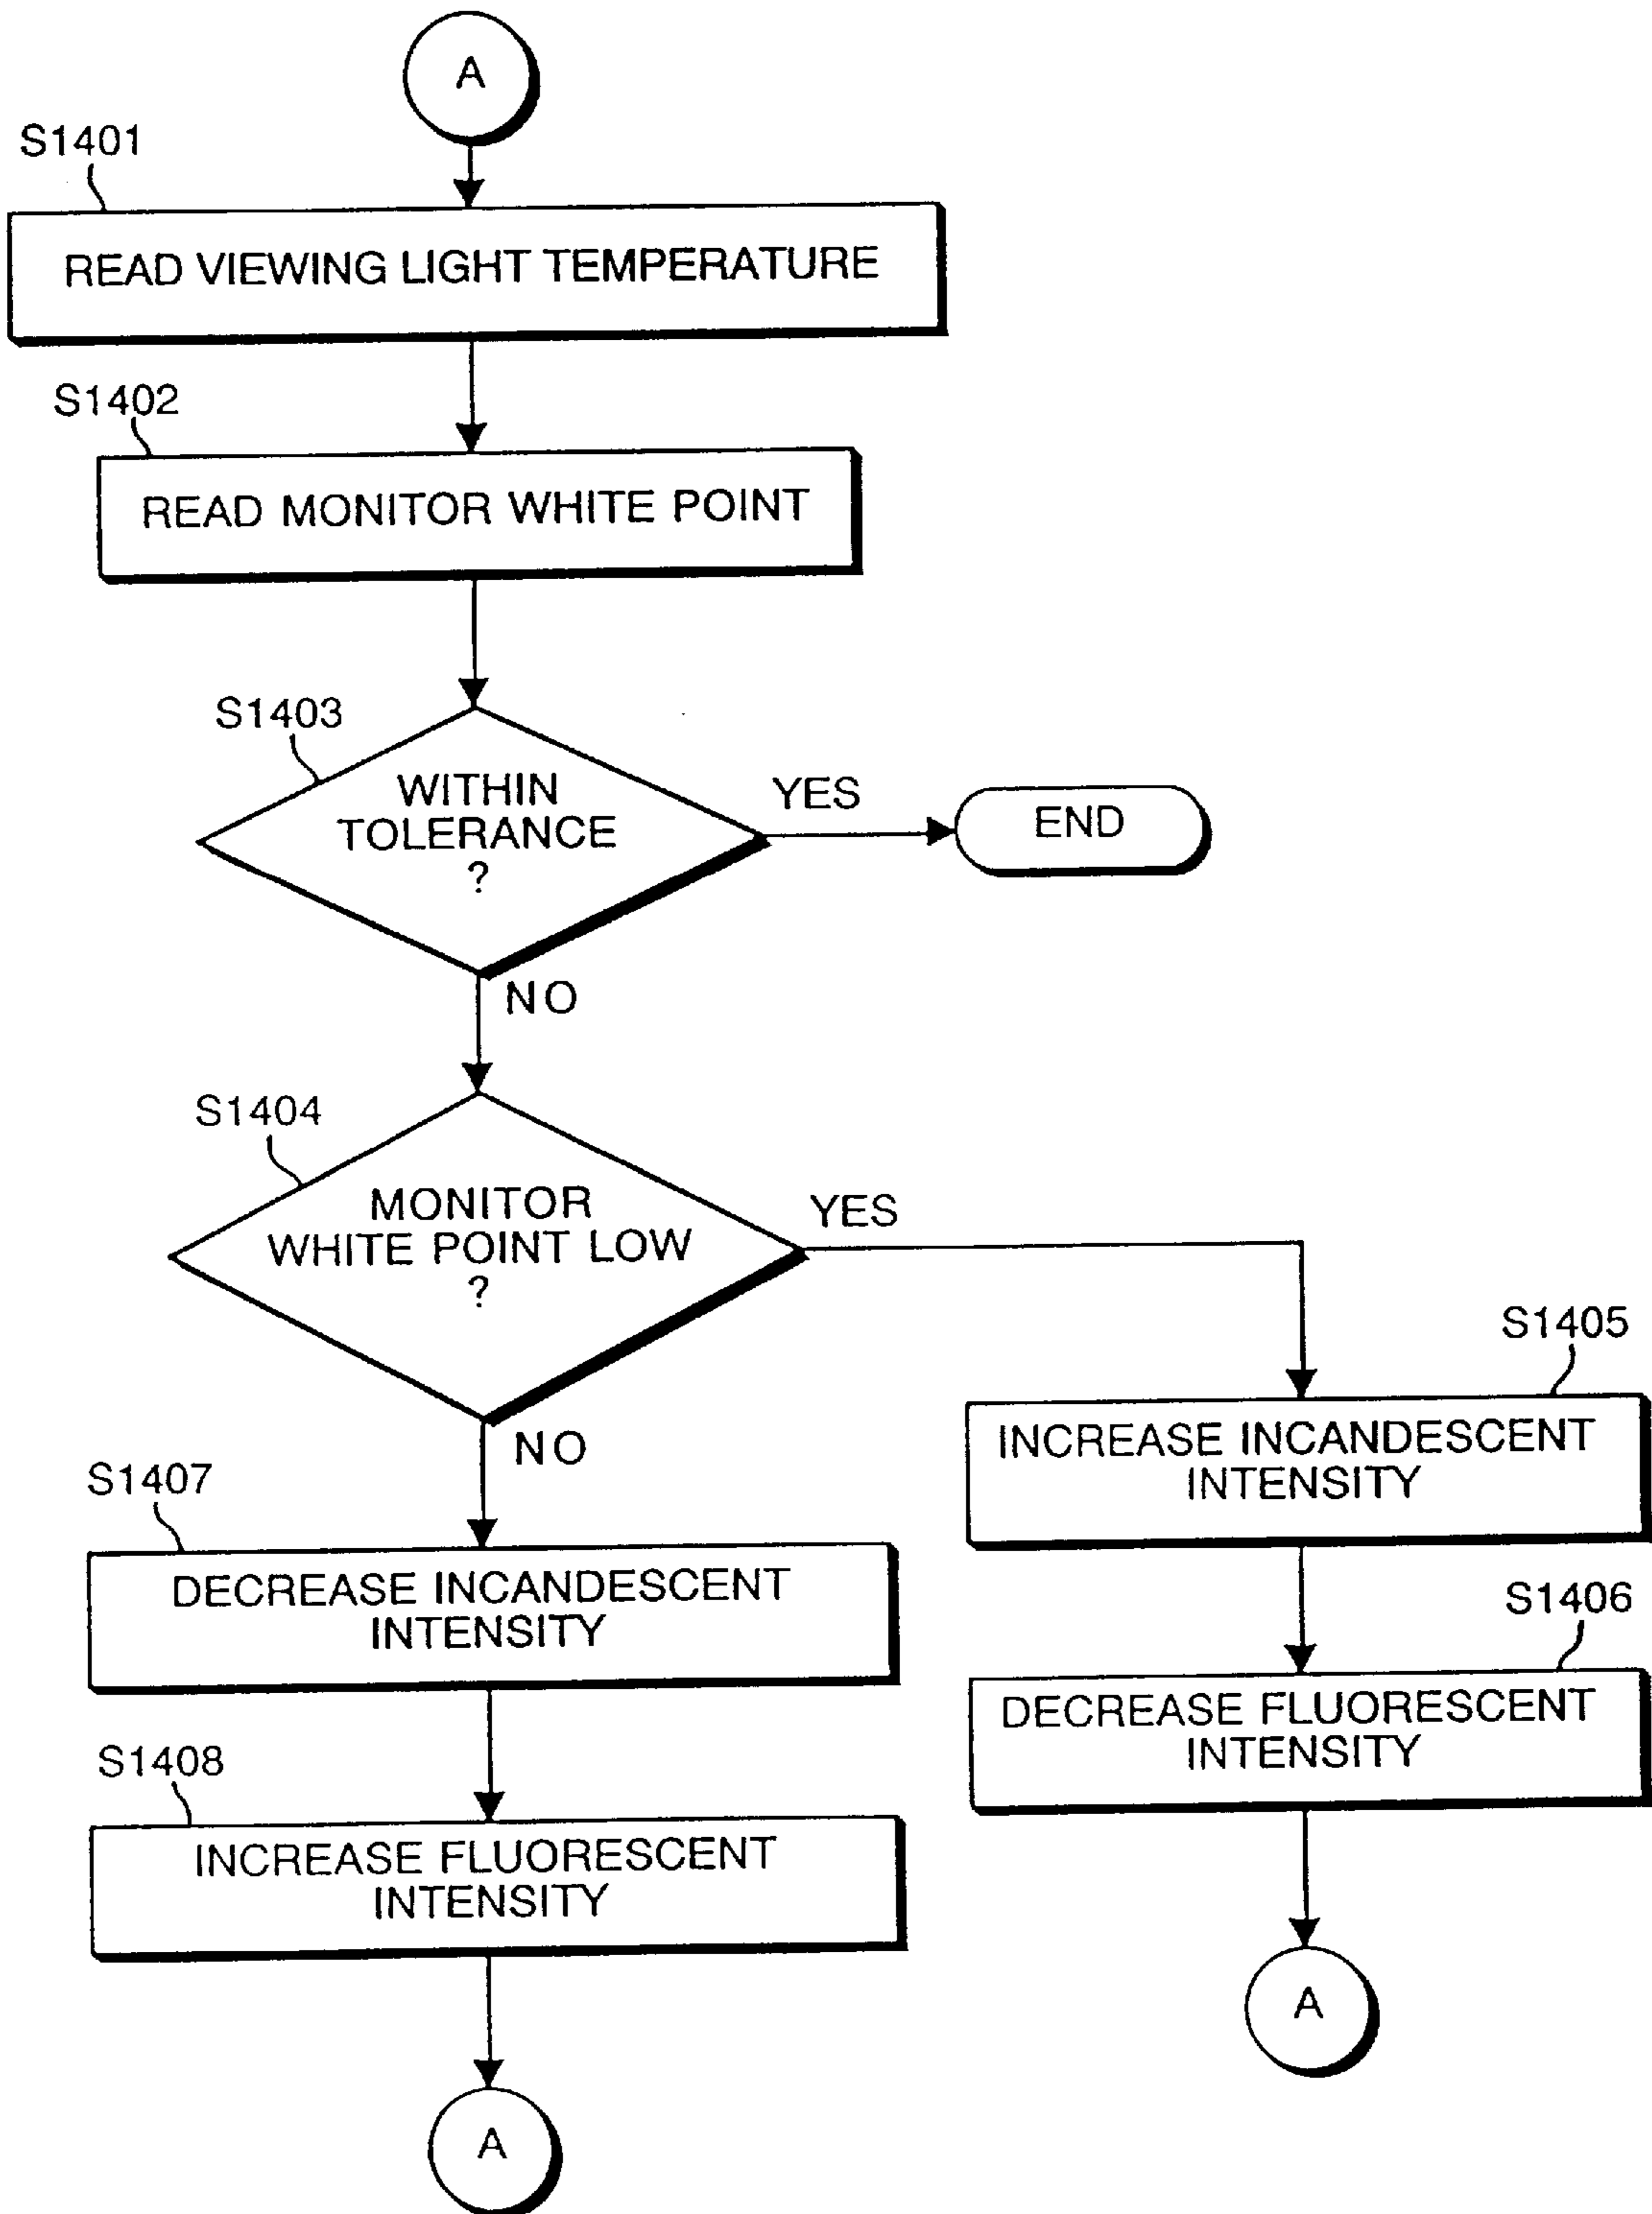 A
S1401
READ VIEWING LIGHT TEMPERATURE
S1402
READ MONITOR WHITE POINT
S1403
WITHIN
TOLERANCE
?
YES
END
NO
S1404
MONITOR
WHITE POINT LOW
?
YES
S1405
INCREASE INCANDESCENT
INTENSITY
S1406
DECREASE FLUORESCENT
INTENSITY
A
NO
S1407
DECREASE INCANDESCENT
INTENSITY
S1408
INCREASE FLUORESCENT
INTENSITY
A